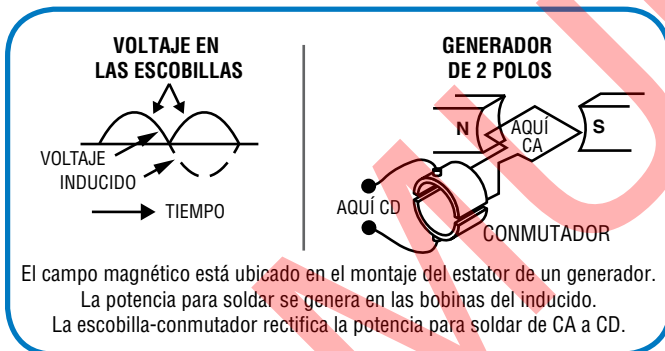 VOLTAJE EN
LAS ESCOBILLAS
VOLTAJE
INDUCIDO
TIEMPO
GENERADOR
DE 2 POLOS
N
AQUÍ
CA
S
AQUÍ CD
CONMUTADOR
El campo magnético está ubicado en el montaje del estator de un generador.
La potencia para soldar se genera en las bobinas del inducido.
La escobilla-conmutador rectifica la potencia para soldar de CA a CD.